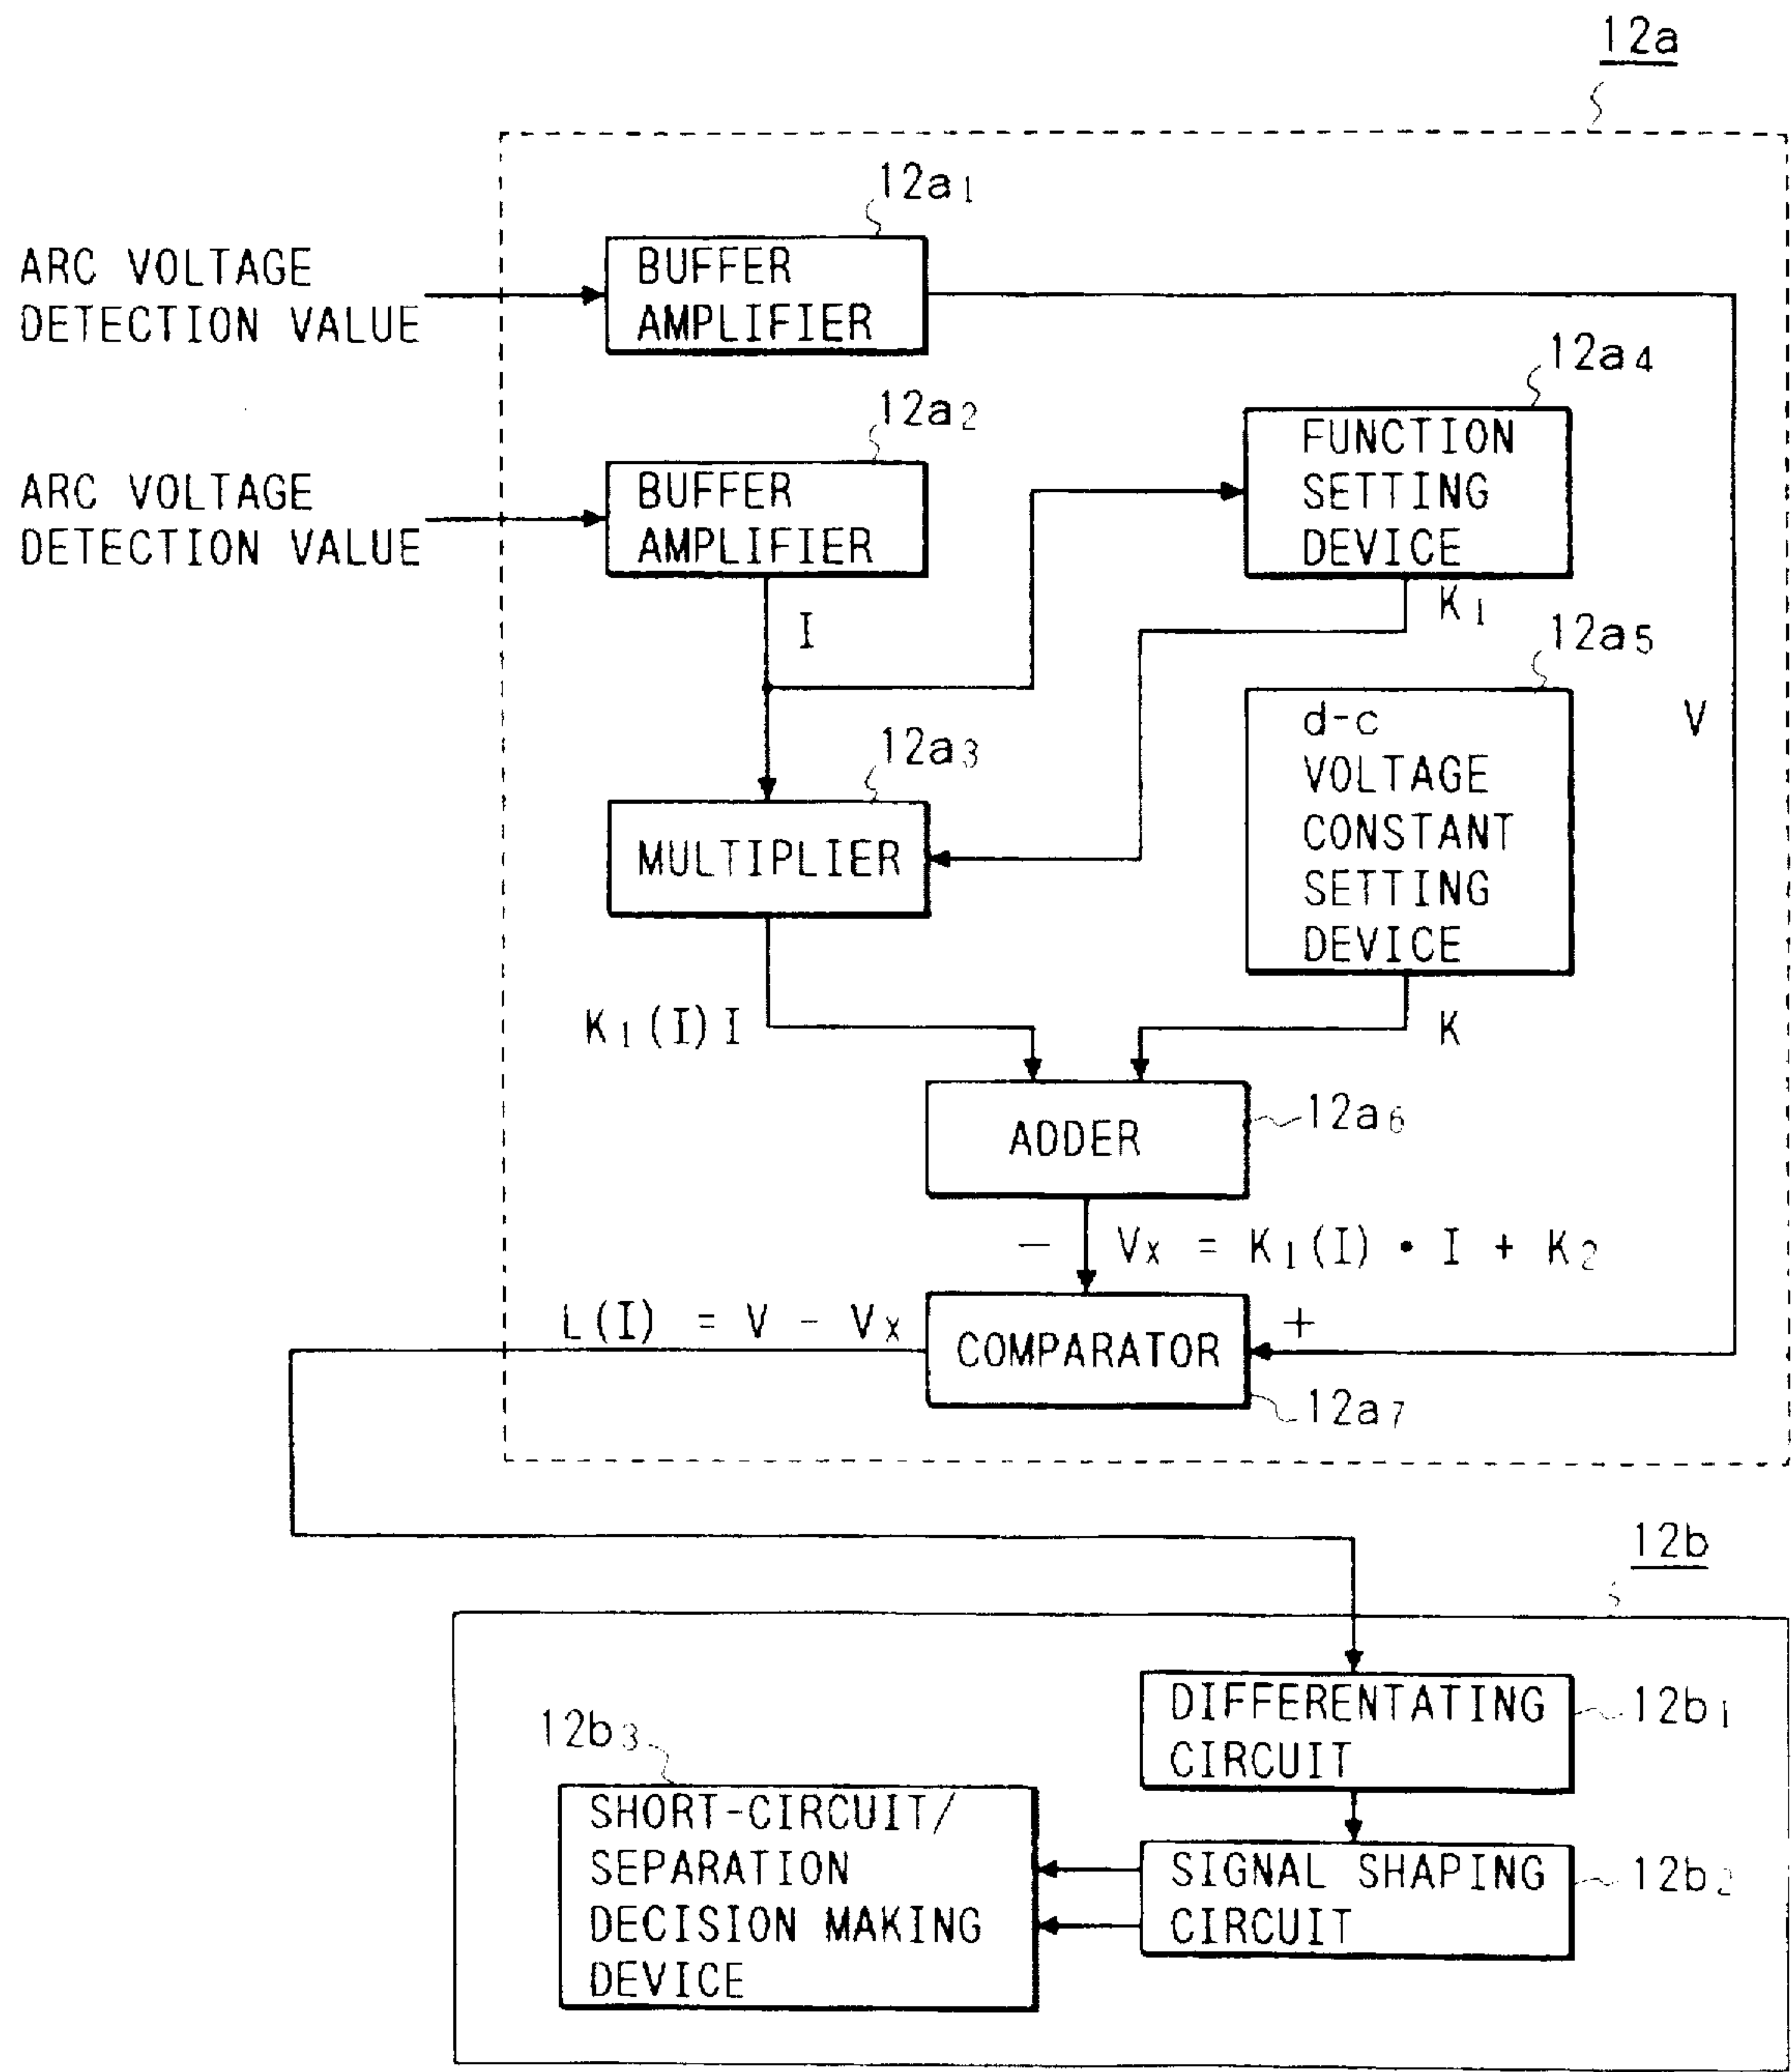 12a
12a1
ARC VOLTAGE
DETECTION VALUE
BUFFER
AMPLIFIER
12a4
12a2
ARC VOLTAGE
DETECTION VALUE
BUFFER
AMPLIFIER
FUNCTION
SETTING
DEVICE
I
K1
12a5
V
12a3
MULTIPLIER
d-c
VOLTAGE
CONSTANT
SETTING
DEVICE
K1(I)I
K
ADDER
12a6
− Vx = K1(I) • I + K2
L(I) = V − Vx
COMPARATOR
+
12a7
12b
DIFFERENTATING
CIRCUIT
12b1
12b3
SHORT-CIRCUIT/
SEPARATION
DECISION MAKING
DEVICE
SIGNAL SHAPING
CIRCUIT
12b2